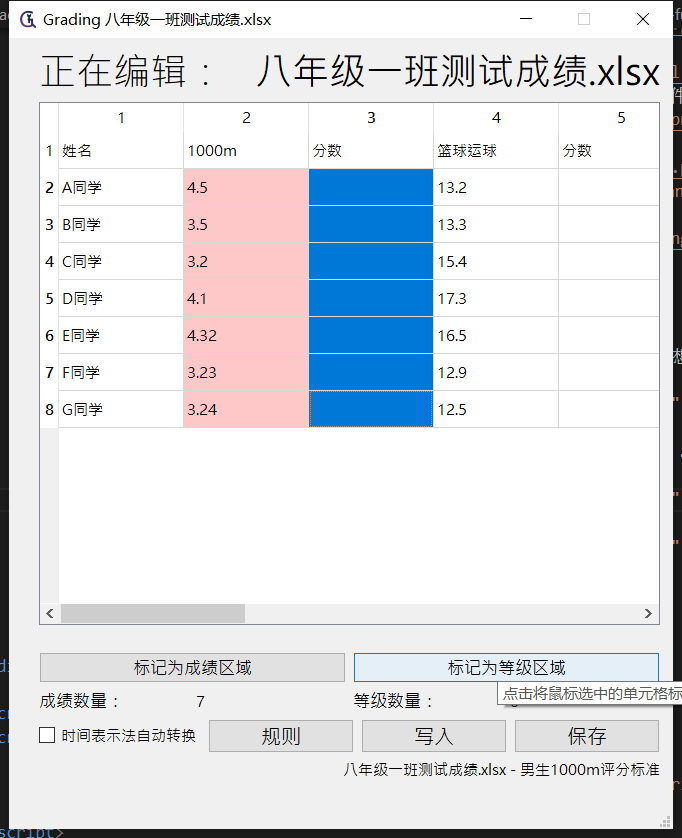 Grading 八年级一班测试成绩.xlsx
正在编辑： 八年级一班测试成绩.xlsx
1 2 3 4 5
1 姓名 1000m 分数 篮球运球 分数
2 A同学 4.5 13.2
3 B同学 3.5 13.3
4 C同学 3.2 15.4
5 D同学 4.1 17.3
6 E同学 4.32 16.5
7 F同学 3.23 12.9
8 G同学 3.24 12.5
标记为成绩区域 标记为等级区域
成绩数量： 7 等级数量：
点击将鼠标选中的单元格标
时间表示法自动转换 规则 写入 保存
八年级一班测试成绩.xlsx - 男生1000m评分标准
script>